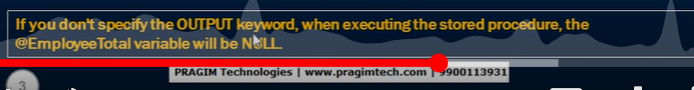 If you don't specify the OUTPUT keyword, when executing the stored procedure, the
@EmployeeTotal variable will be NULL.
PRAGIM Technologies | www.pragimtech.com | 9900113931
3